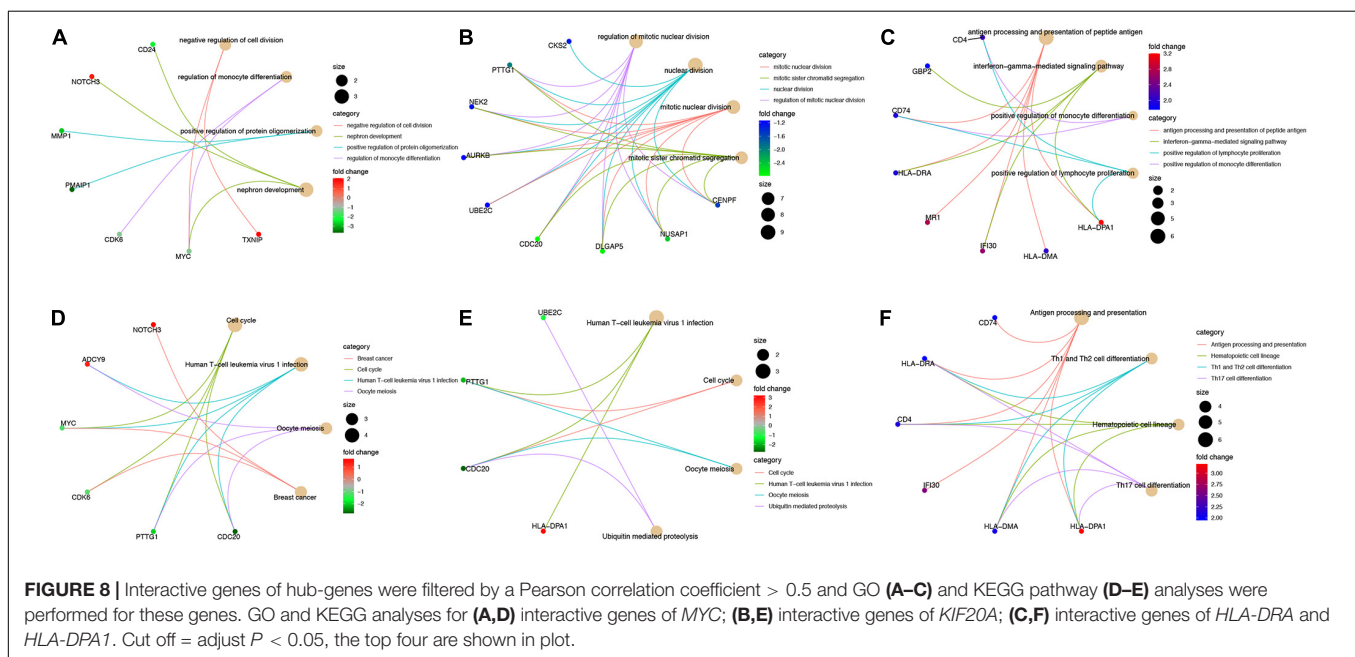 A
negative regulation of cell division
CD24
regulation of monocyte differentiation
NOTCH3
positive regulation of protein oligomerization
MMP1
PMAIP1
nephron development
CDK6
TXNIP
MYC
size
2
3
category
negative regulation of cell division
nephron development
positive regulation of protein oligomerization
regulation of monocyte differentiation
fold change
2
1
0
-1
-2
-3
B
regulation of mitotic nuclear division
CKS2
PTTG1
nuclear division
NEK2
mitotic nuclear division
AURKB
mitotic sister chromatid segregation
UBE2C
CENPF
CDC20
DLGAP5
NUSAP1
category
mitotic nuclear division
mitotic sister chromatid segregation
nuclear division
regulation of mitotic nuclear division
fold change
-1.2
-1.6
-2.0
-2.4
size
7
8
9
C
antigen processing and presentation of peptide antigen
CD4
interferon-gamma-mediated signaling pathway
GBP2
CD74
positive regulation of monocyte differentiation
HLA-DRA
positive regulation of lymphocyte proliferation
MR1
HLA-DPA1
IFI30
HLA-DMA
fold change
3.2
2.8
2.4
2.0
category
antigen processing and presentation of peptide antigen
interferon-gamma-mediated signaling pathway
positive regulation of lymphocyte proliferation
positive regulation of monocyte differentiation
size
2
3
5
6
D
NOTCH3
Cell cycle
ADCY9
Human T-cell leukemia virus 1 infection
MYC
Oocyte meiosis
CDK6
Breast cancer
PTTG1
CDC20
category
Breast cancer
Cell cycle
Human T-cell leukemia virus 1 infection
Oocyte meiosis
size
3
4
fold change
1
0
-1
-2
E
UBE2C
Human T-cell leukemia virus 1 infection
PTTG1
Cell cycle
CDC20
Oocyte meiosis
HLA-DPA1
Ubiquitin mediated proteolysis
size
2
3
fold change
3
2
1
0
-1
-2
category
Cell cycle
Human T-cell leukemia virus 1 infection
Oocyte meiosis
Ubiquitin mediated proteolysis
F
Antigen processing and presentation
CD74
HLA-DRA
Th1 and Th2 cell differentiation
CD4
Hematopoietic cell lineage
IFI30
Th17 cell differentiation
HLA-DMA
HLA-DPA1
category
Antigen processing and presentation
Hematopoietic cell lineage
Th1 and Th2 cell differentiation
Th17 cell differentiation
size
4
5
6
fold change
3.00
2.75
2.50
2.25
2.00
FIGURE 8 | Interactive genes of hub-genes were filtered by a Pearson correlation coefficient > 0.5 and GO (A–C) and KEGG pathway (D–E) analyses were
performed for these genes. GO and KEGG analyses for (A,D) interactive genes of MYC; (B,E) interactive genes of KIF20A; (C,F) interactive genes of HLA-DRA and
HLA-DPA1. Cut off = adjust P < 0.05, the top four are shown in plot.